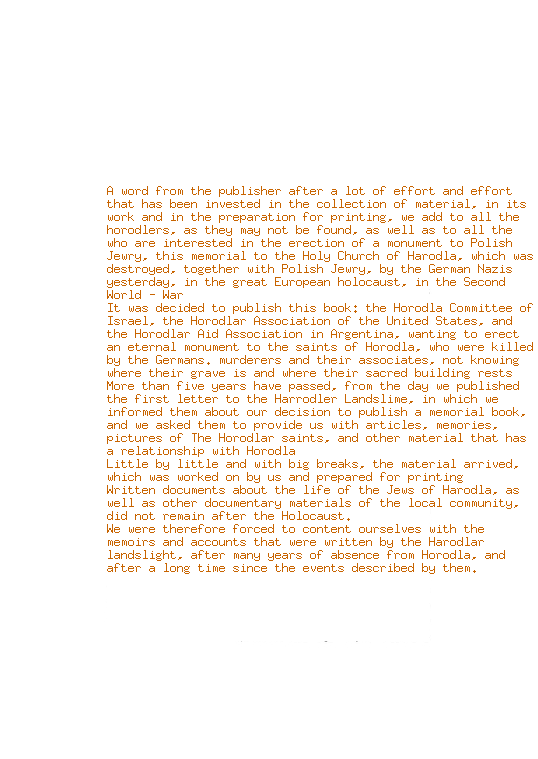 A word from the publisher after a lot of effort and effort
that has been invested in the collection of material, in its
work and in the preparation for printing, we add to all the
horodlers, as they may not be found, as well as to all the
who are interested in the erection of a monument to Polish
Jewry, this memorial to the Holy Church of Harodla, which was
destroyed, together with Polish Jewry, by the German Nazis
yesterday, in the great European holocaust, in the Second
World - War
It was decided to publish this book: the Horodla Committee of
Israel, the Horodlar Association of the United States, and
the Horodlar Aid Association in Argentina, wanting to erect
an eternal monument to the saints of Horodla, who were killed
by the Germans. murderers and their associates, not knowing
where their grave is and where their sacred building rests
More than five years have passed, from the day we published
the first letter to the Harrodler Landslime, in which we
informed them about our decision to publish a memorial book,
and we asked them to provide us with articles, memories,
pictures of The Horodlar saints, and other material that has
a relationship with Horodla
Little by little and with big breaks, the material arrived,
which was worked on by us and prepared for printing
Written documents about the life of the Jews of Harodla, as
well as other documentary materials of the local community,
did not remain after the Holocaust.
We were therefore forced to content ourselves with the
memoirs and accounts that were written by the Harodlar
landslight, after many years of absence from Horodla, and
after a long time since the events described by them.